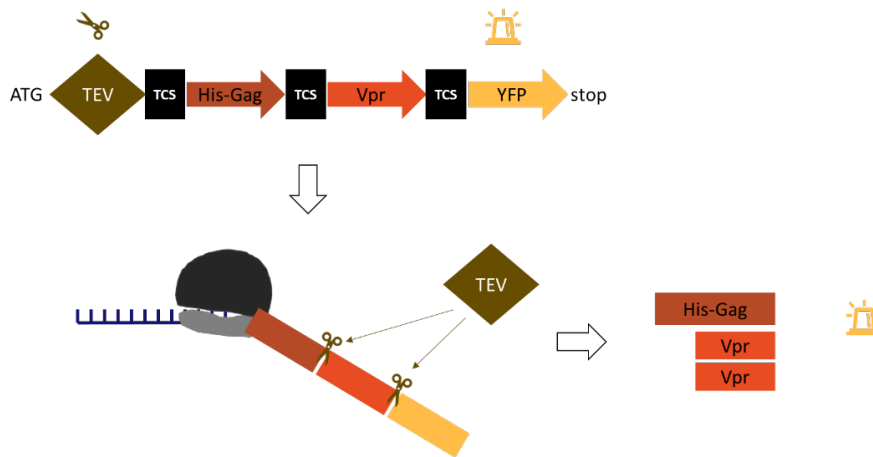 ATG TEV TCS His-Gag TCS Vpr TCS YFP stop
TEV
His-Gag
Vpr
Vpr